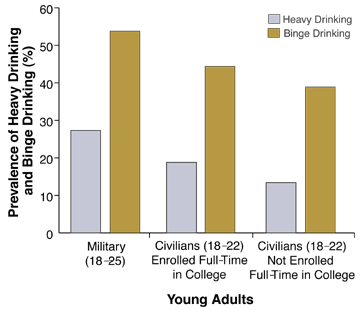 Prevalence of Heavy Drinking
and Binge Drinking (%)
60
50
40
30
20
10
0
Heavy Drinking
Binge Drinking
Military
(18-25)
Civilians (18-22)
Enrolled Full-Time
in College
Civilians (18-22)
Not Enrolled
Full-Time in College
Young Adults